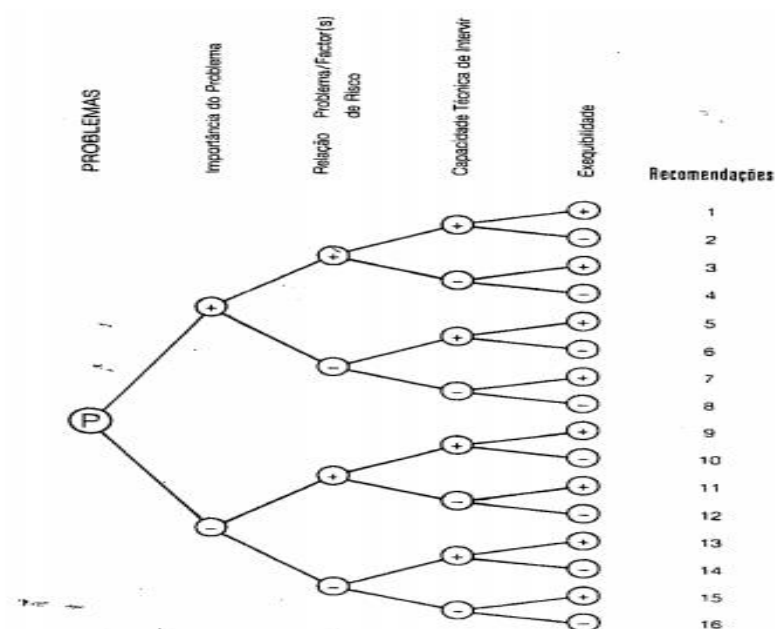 PROBLEMAS
Importância do Problema
Relação Problema/Factor(s)
de Risco
Capacidade Técnica de Intervir
Exequibilidade
Recomendações
+ 1
+ - 2
+ + 3
- - 4
+ + 5
+ - 6
- + 7
- - 8
P
+ 9
+ - 10
+ + 11
- - 12
- + 13
+ - 14
- + 15
- - 16